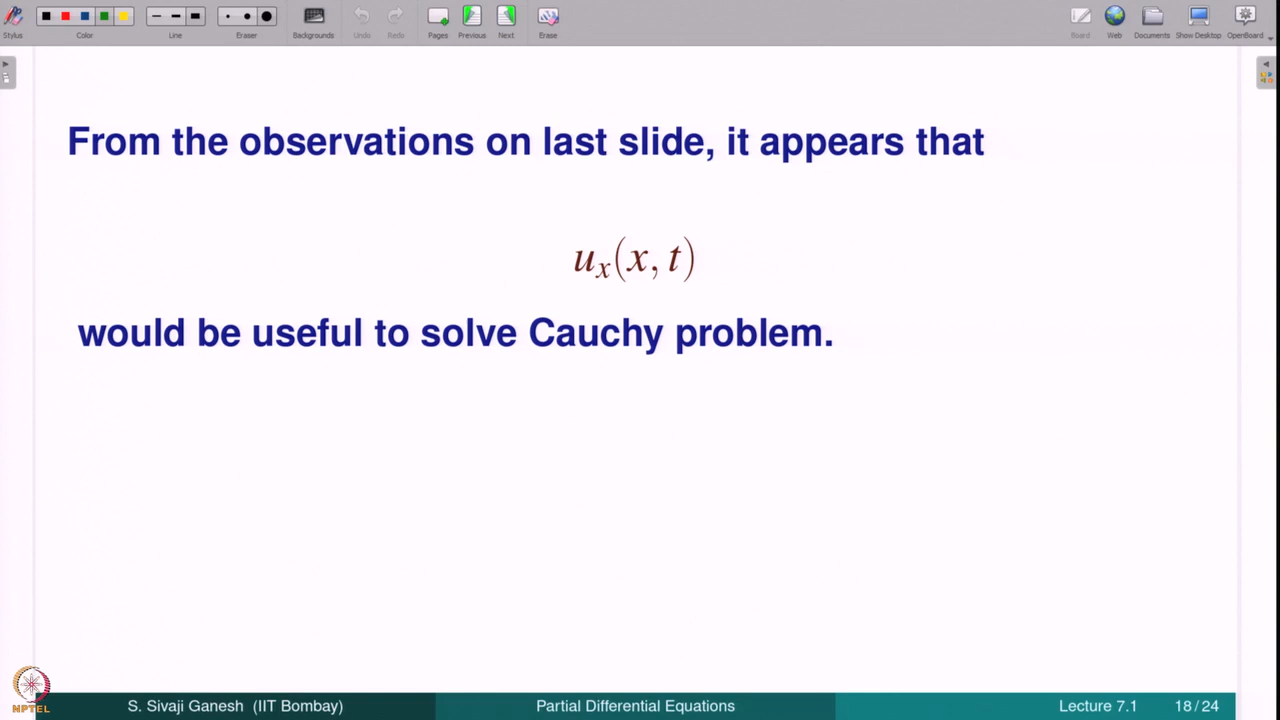 Stylus Color Line Eraser Backgrounds Undo Redo Pages Previous Next Erase Board Web Documents Show Desktop OpenBoard
From the observations on last slide, it appears that
u_x(x, t)
would be useful to solve Cauchy problem.
NPTEL
S. Sivaji Ganesh (IIT Bombay) Partial Differential Equations Lecture 7.1 18/24